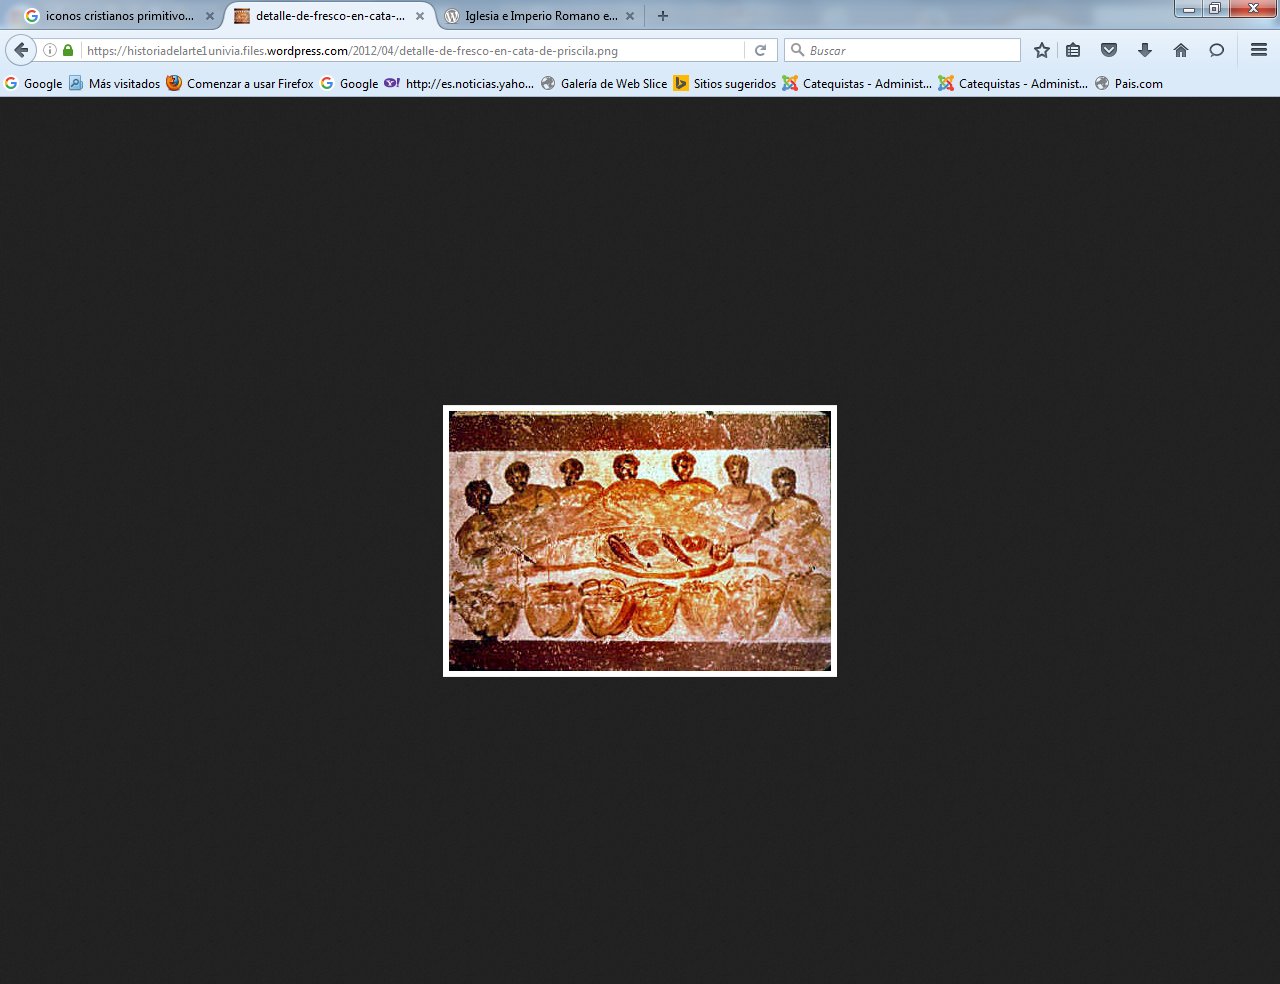 iconos cristianos primitivo...
detalle-de-fresco-en-cata-...
Iglesia e Imperio Romano e...
https://historiadelarte1univia.files.wordpress.com/2012/04/detalle-de-fresco-en-cata-de-priscila.png
Buscar
Google
Más visitados
Comenzar a usar Firefox
Google
http://es.noticias.yaho...
Galería de Web Slice
Sitios sugeridos
Catequistas - Administ...
Catequistas - Administ...
Pais.com